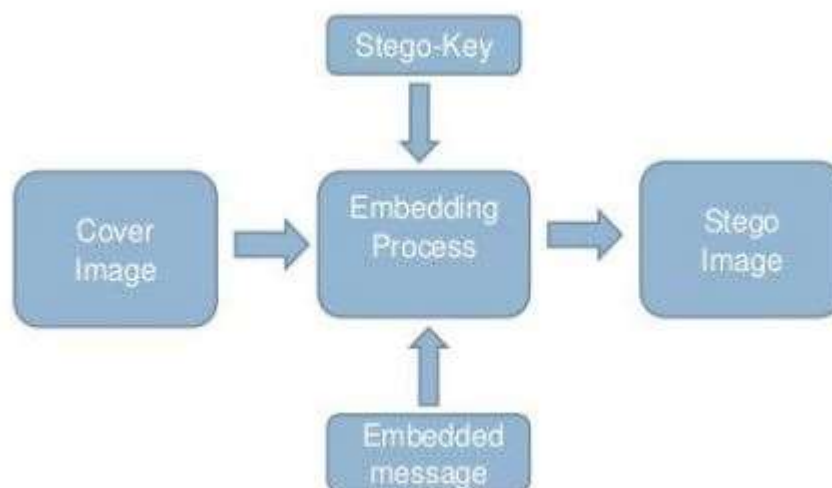 Stego-Key
Cover
Image
Embedding
Process
Stego
Image
Embedded
message